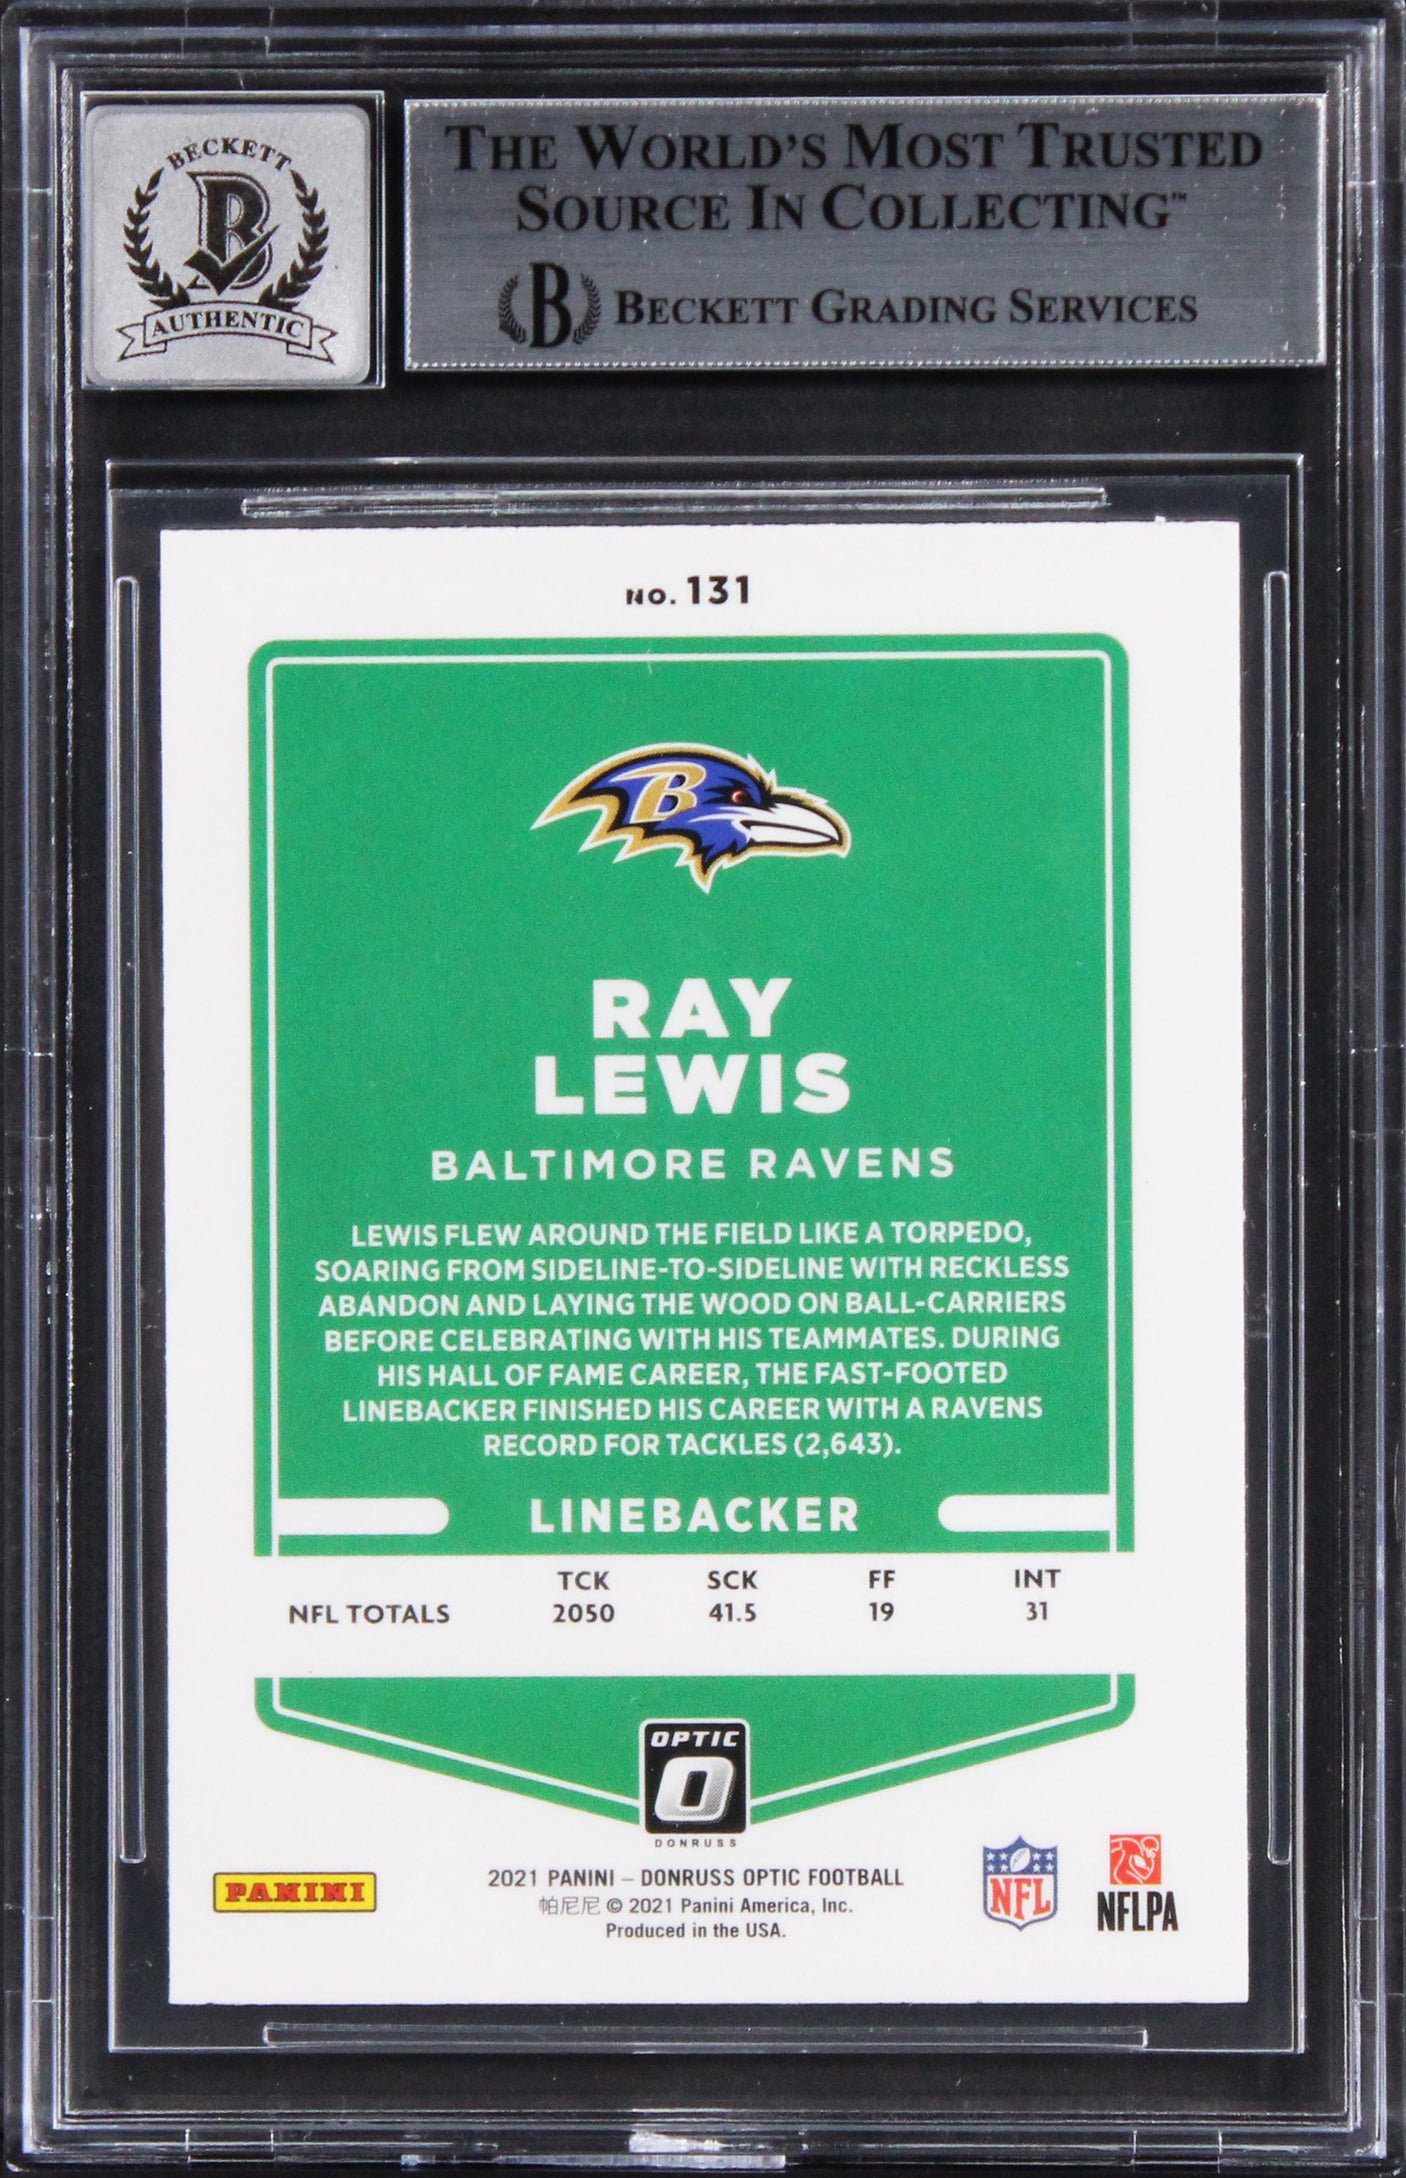 BECKETT
B
AUTHENTIC
THE WORLD'S MOST TRUSTED
SOURCE IN COLLECTING™
B BECKETT GRADING SERVICES
NO. 131
B
RAY
LEWIS
BALTIMORE RAVENS
LEWIS FLEW AROUND THE FIELD LIKE A TORPEDO,
SOARING FROM SIDELINE-TO-SIDELINE WITH RECKLESS
ABANDON AND LAYING THE WOOD ON BALL-CARRIERS
BEFORE CELEBRATING WITH HIS TEAMMATES. DURING
HIS HALL OF FAME CAREER, THE FAST-FOOTED
LINEBACKER FINISHED HIS CAREER WITH A RAVENS
RECORD FOR TACKLES (2,643).
LINEBACKER
TCK SCK FF INT
NFL TOTALS 2050 41.5 19 31
OPTIC
O
DONRUSS
PANINI
2021 PANINI – DONRUSS OPTIC FOOTBALL
帕尼尼 © 2021 Panini America, Inc.
Produced in the USA.
NFL
NFLPA